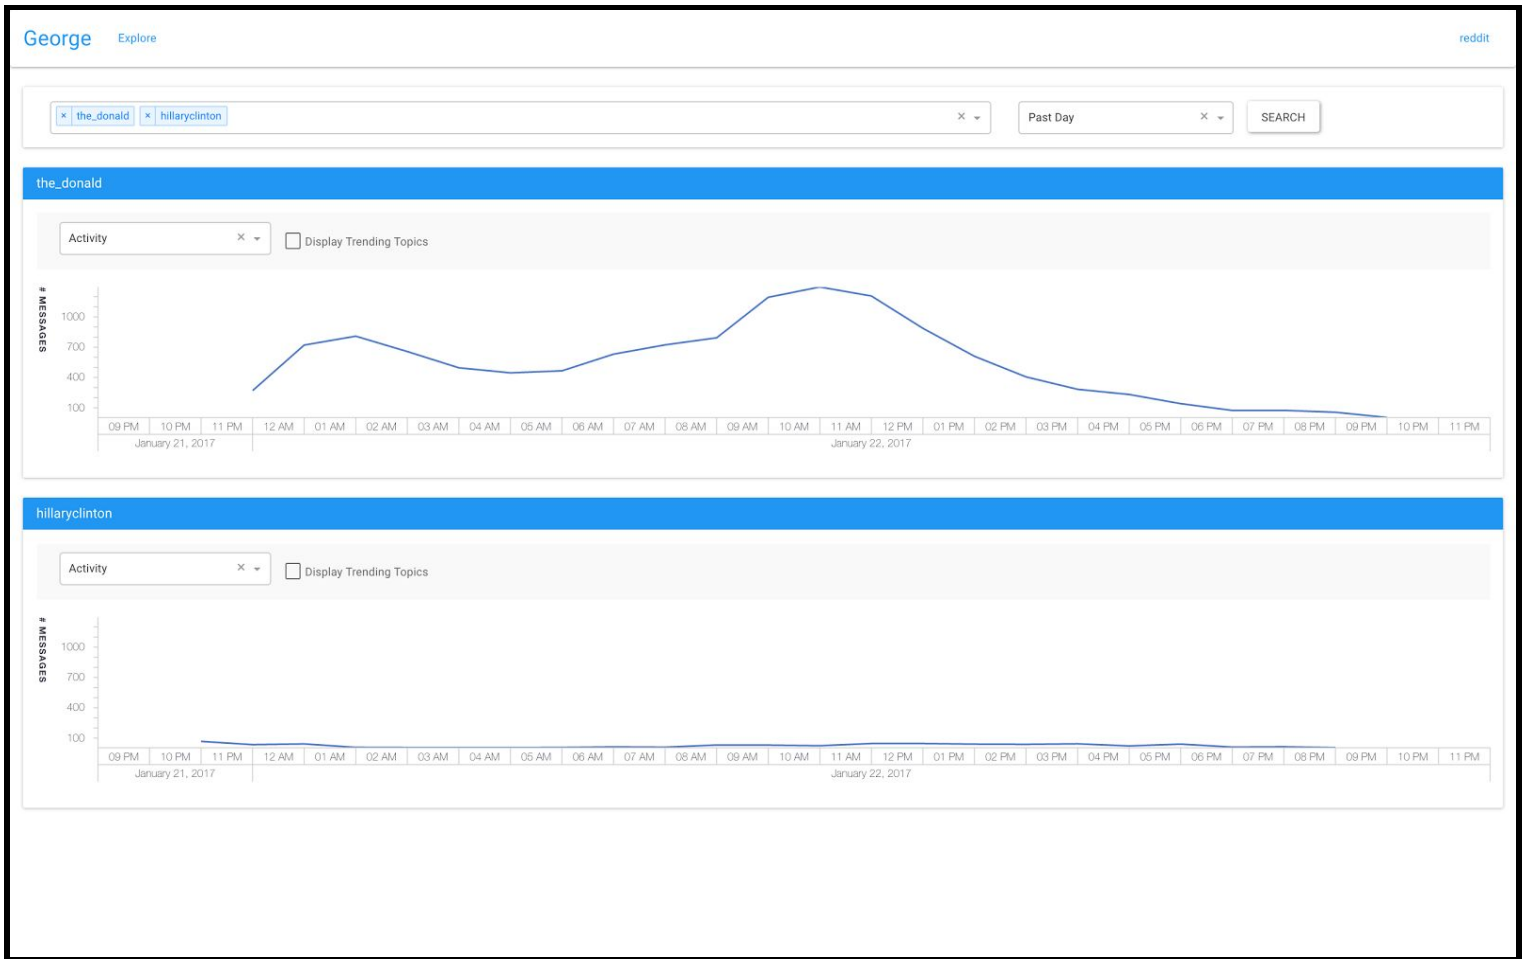 George Explore reddit
× the_donald × hillaryclinton × Past Day × SEARCH
the_donald
Activity × Display Trending Topics
# MESSAGES
1000
700
400
100
09 PM 10 PM 11 PM 12 AM 01 AM 02 AM 03 AM 04 AM 05 AM 06 AM 07 AM 08 AM 09 AM 10 AM 11 AM 12 PM 01 PM 02 PM 03 PM 04 PM 05 PM 06 PM 07 PM 08 PM 09 PM 10 PM 11 PM
January 21, 2017 January 22, 2017
hillaryclinton
Activity × Display Trending Topics
# MESSAGES
1000
700
400
100
09 PM 10 PM 11 PM 12 AM 01 AM 02 AM 03 AM 04 AM 05 AM 06 AM 07 AM 08 AM 09 AM 10 AM 11 AM 12 PM 01 PM 02 PM 03 PM 04 PM 05 PM 06 PM 07 PM 08 PM 09 PM 10 PM 11 PM
January 21, 2017 January 22, 2017